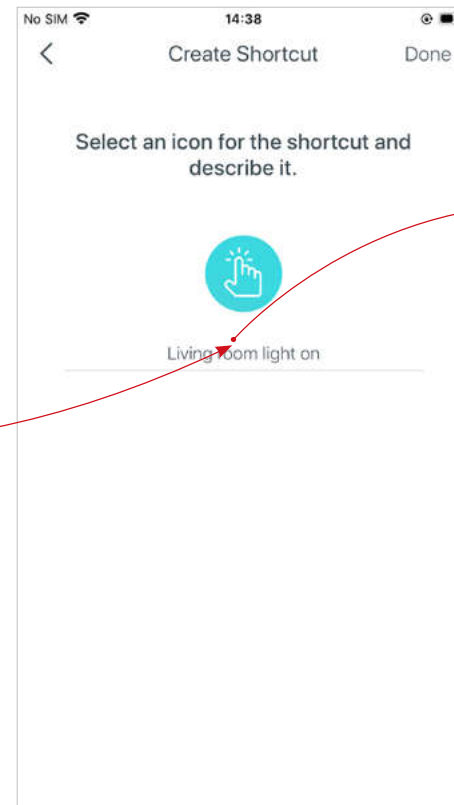 No SIM 14:38
Create Shortcut Done
Select an icon for the shortcut and
describe it.
Living room light on